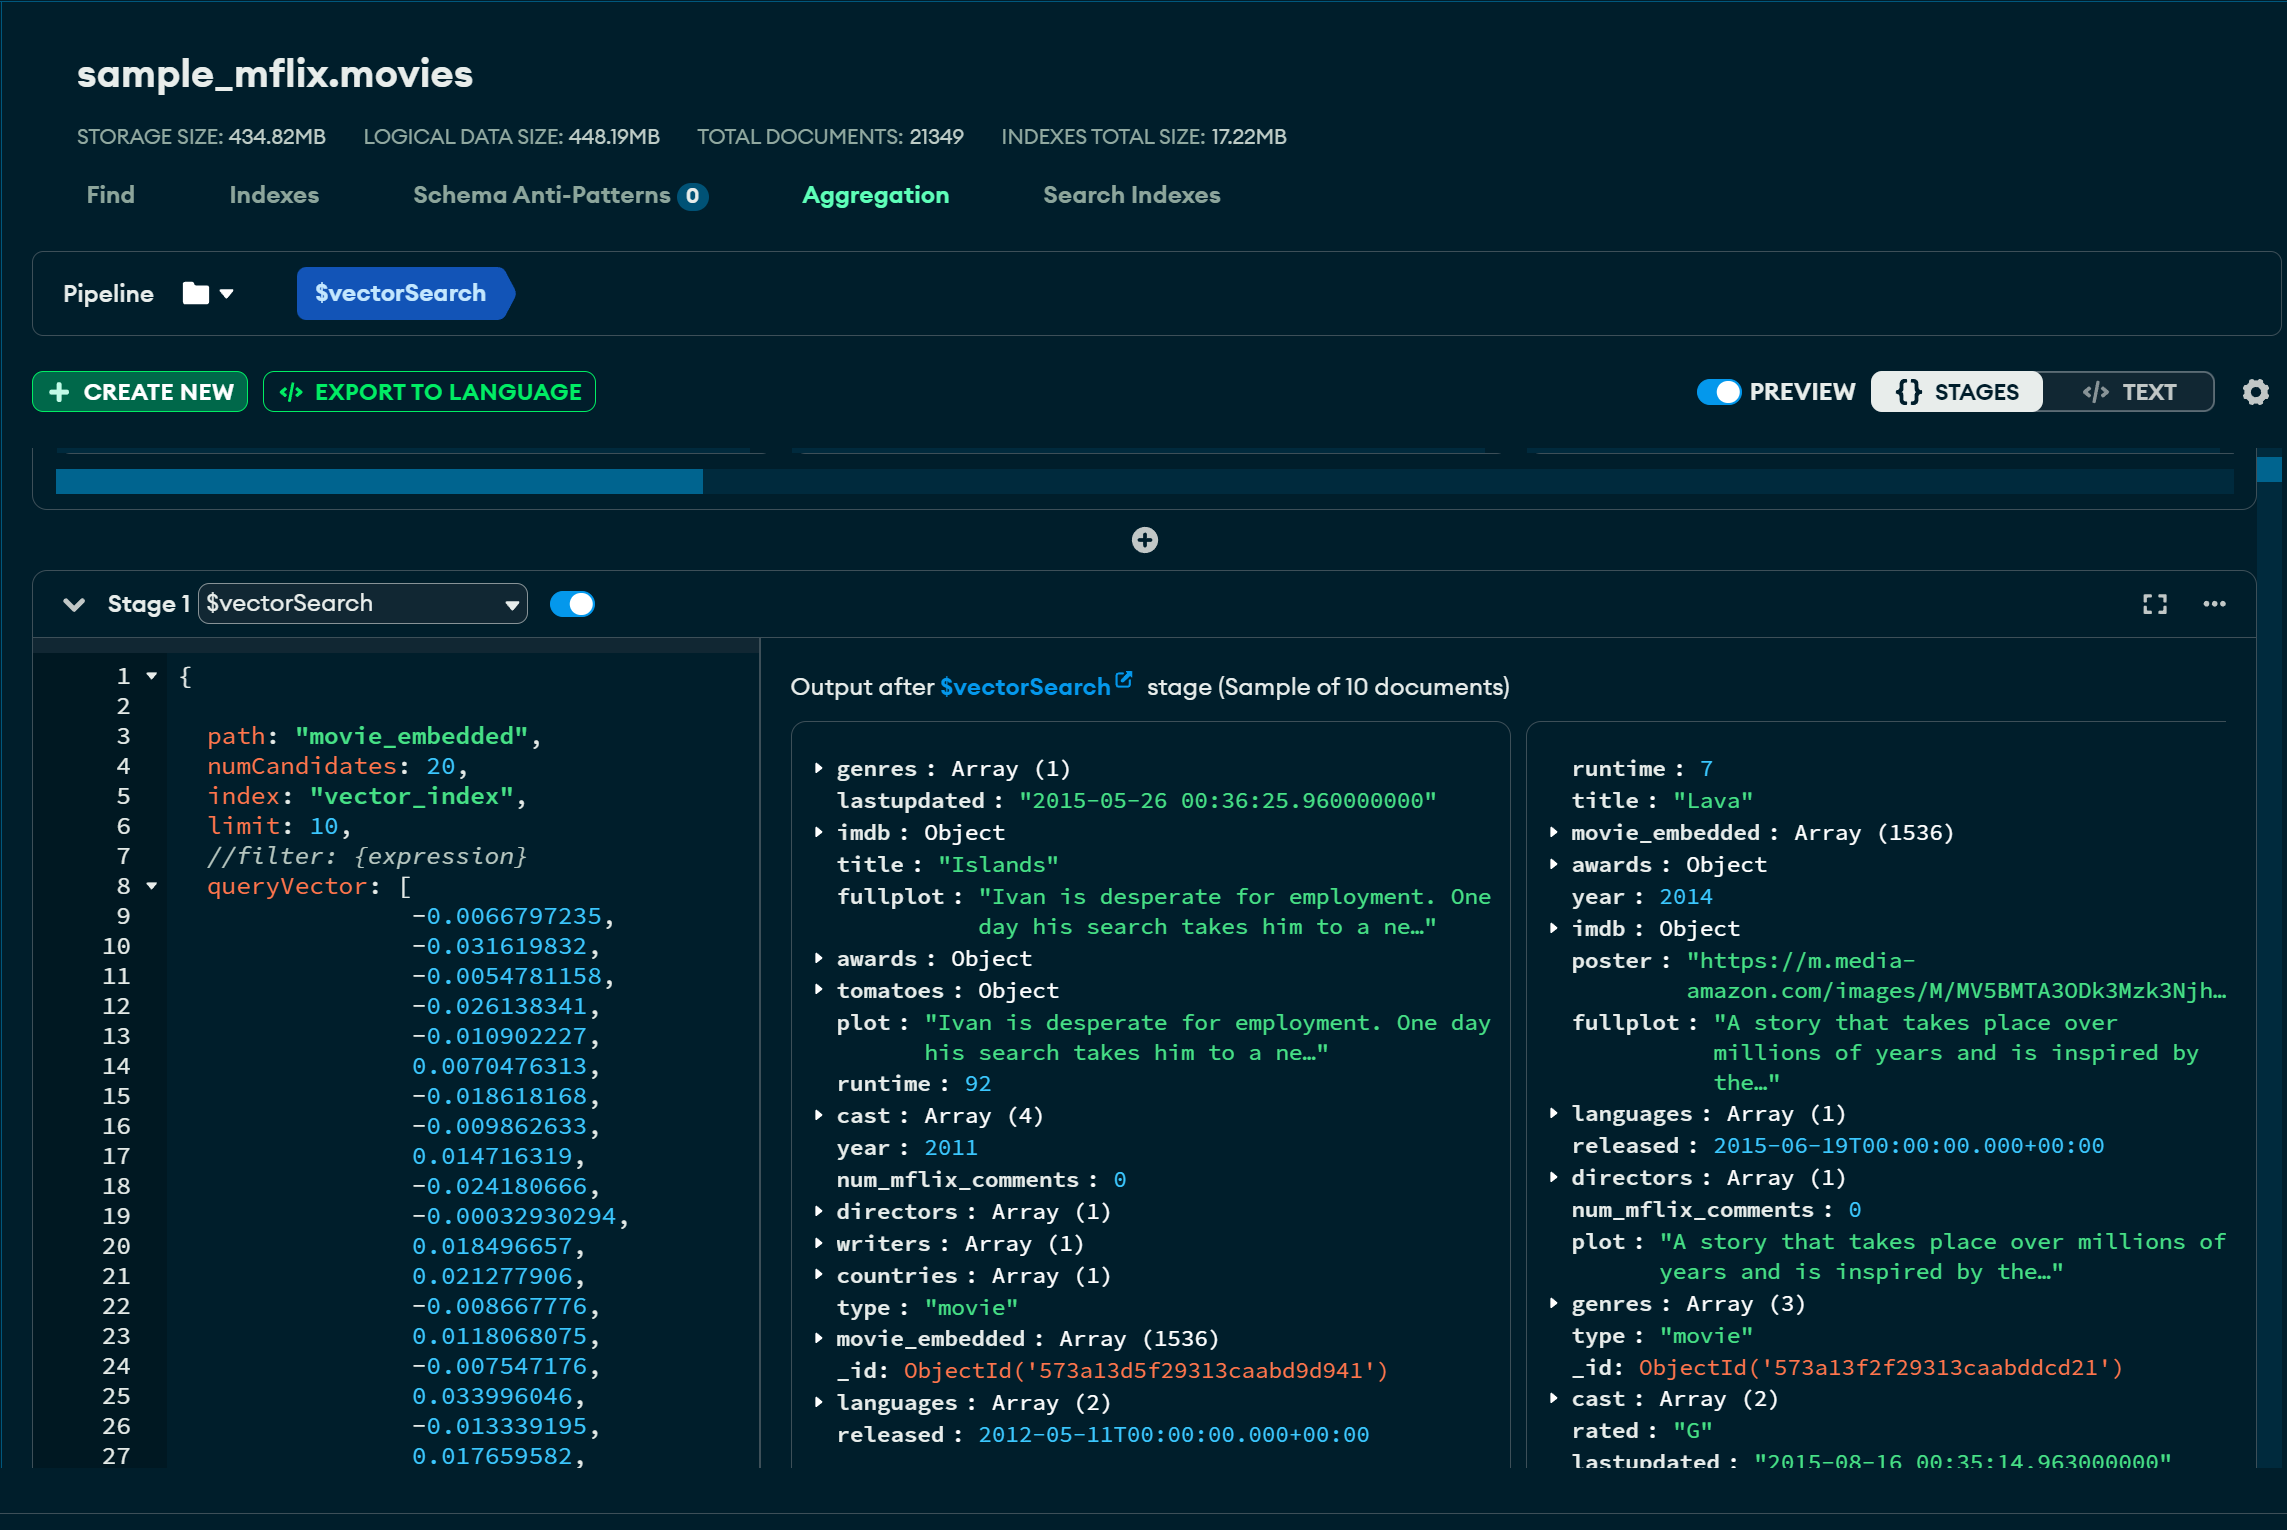 sample_mflix.movies
STORAGE SIZE: 434.82MB LOGICAL DATA SIZE: 448.19MB TOTAL DOCUMENTS: 21349 INDEXES TOTAL SIZE: 17.22MB
Find Indexes Schema Anti-Patterns 0 Aggregation Search Indexes
Pipeline $vectorSearch
+ CREATE NEW </> EXPORT TO LANGUAGE PREVIEW {} STAGES </> TEXT
Stage 1 $vectorSearch
1 {
2
3 path: "movie_embedded",
4 numCandidates: 20,
5 index: "vector_index",
6 limit: 10,
7 //filter: {expression}
8 queryVector: [
9 -0.0066797235,
10 -0.031619832,
11 -0.0054781158,
12 -0.026138341,
13 -0.010902227,
14 0.0070476313,
15 -0.018618168,
16 -0.009862633,
17 0.014716319,
18 -0.024180666,
19 -0.00032930294,
20 0.018496657,
21 0.021277906,
22 -0.008667776,
23 0.0118068075,
24 -0.007547176,
25 0.033996046,
26 -0.013339195,
27 0.017659582,
Output after $vectorSearch stage (Sample of 10 documents)
genres : Array (1)
lastupdated : "2015-05-26 00:36:25.960000000"
imdb : Object
title : "Islands"
fullplot : "Ivan is desperate for employment. One
day his search takes him to a ne…"
awards : Object
tomatoes : Object
plot : "Ivan is desperate for employment. One day
his search takes him to a ne…"
runtime : 92
cast : Array (4)
year : 2011
num_mflix_comments : 0
directors : Array (1)
writers : Array (1)
countries : Array (1)
type : "movie"
movie_embedded : Array (1536)
_id: ObjectId('573a13d5f29313caabd9d941')
languages : Array (2)
released : 2012-05-11T00:00:00.000+00:00
runtime : 7
title : "Lava"
movie_embedded : Array (1536)
awards : Object
year : 2014
imdb : Object
poster : "https://m.media-
amazon.com/images/M/MV5BMTA3ODk3Mzk3Njh…
fullplot : "A story that takes place over
millions of years and is inspired by
the…"
languages : Array (1)
released : 2015-06-19T00:00:00.000+00:00
directors : Array (1)
num_mflix_comments : 0
plot : "A story that takes place over millions of
years and is inspired by the…"
genres : Array (3)
type : "movie"
_id: ObjectId('573a13f2f29313caabddcd21')
cast : Array (2)
rated : "G"
lastupdated : "2015-08-16 00:35:14.963000000"